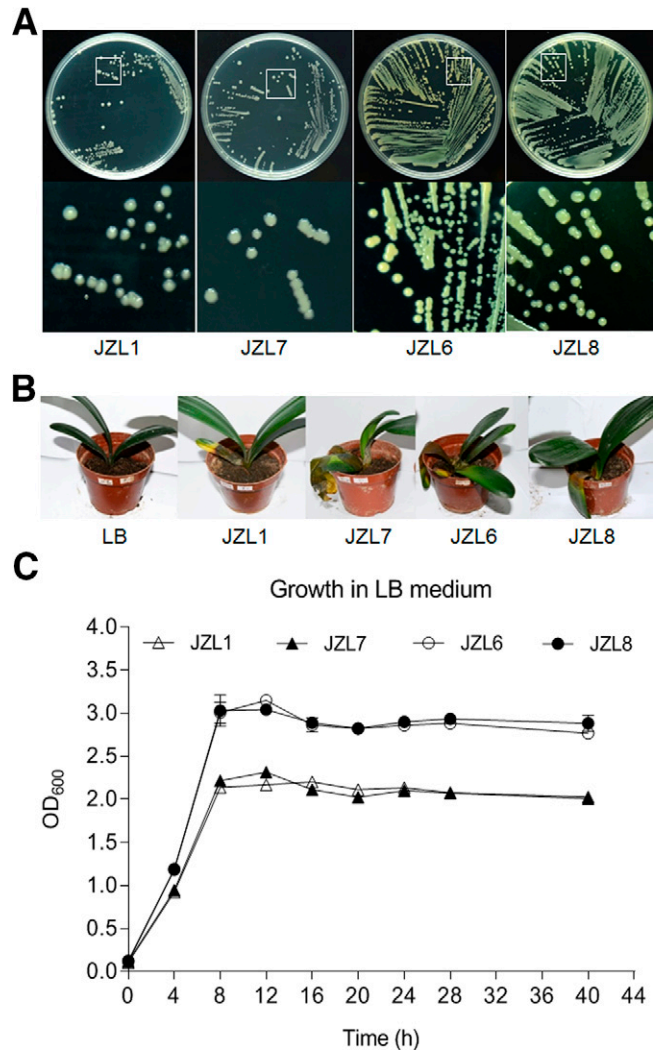 A
JZL1 JZL7 JZL6 JZL8
B
LB JZL1 JZL7 JZL6 JZL8
C
Growth in LB medium
JZL1 JZL7 JZL6 JZL8
4.0
3.5
3.0
2.5
2.0
1.5
1.0
0.5
0.0
OD600
0 4 8 12 16 20 24 28 32 36 40 44
Time (h)